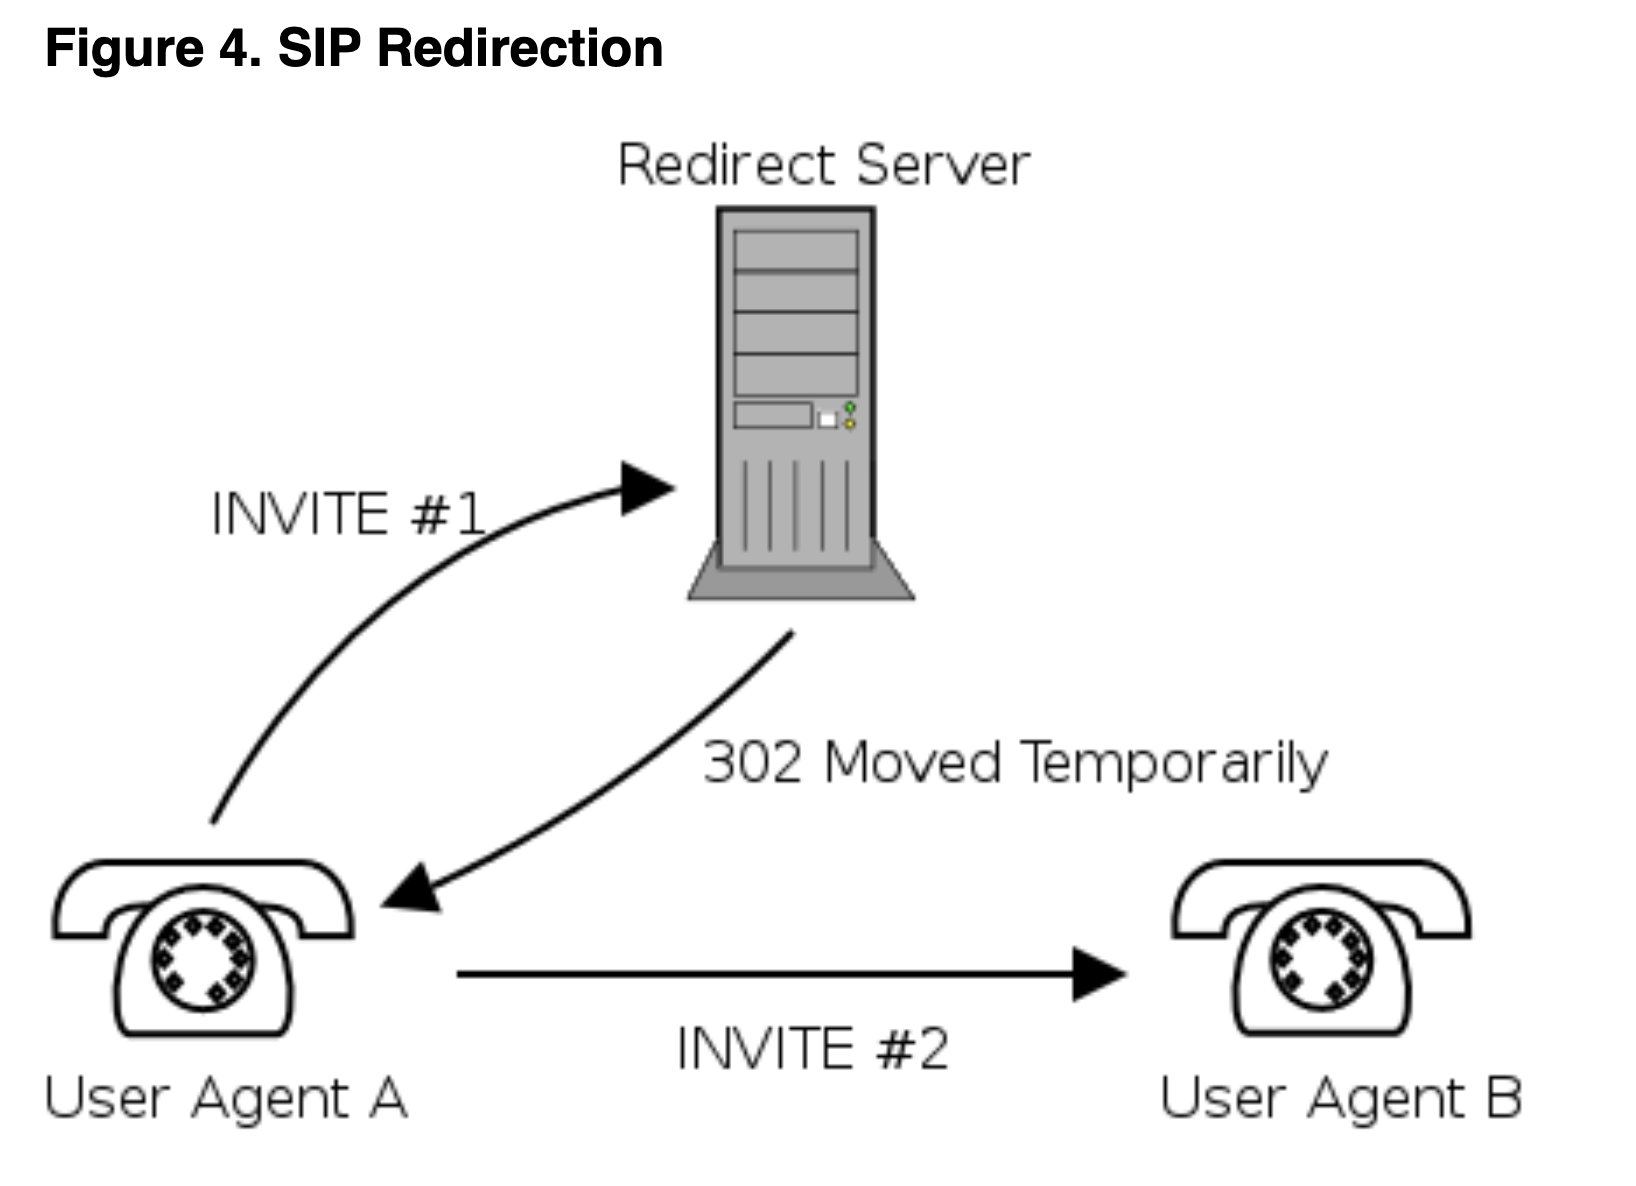 Figure 4. SIP Redirection
Redirect Server
INVITE #1
302 Moved Temporarily
INVITE #2
User Agent A
User Agent B